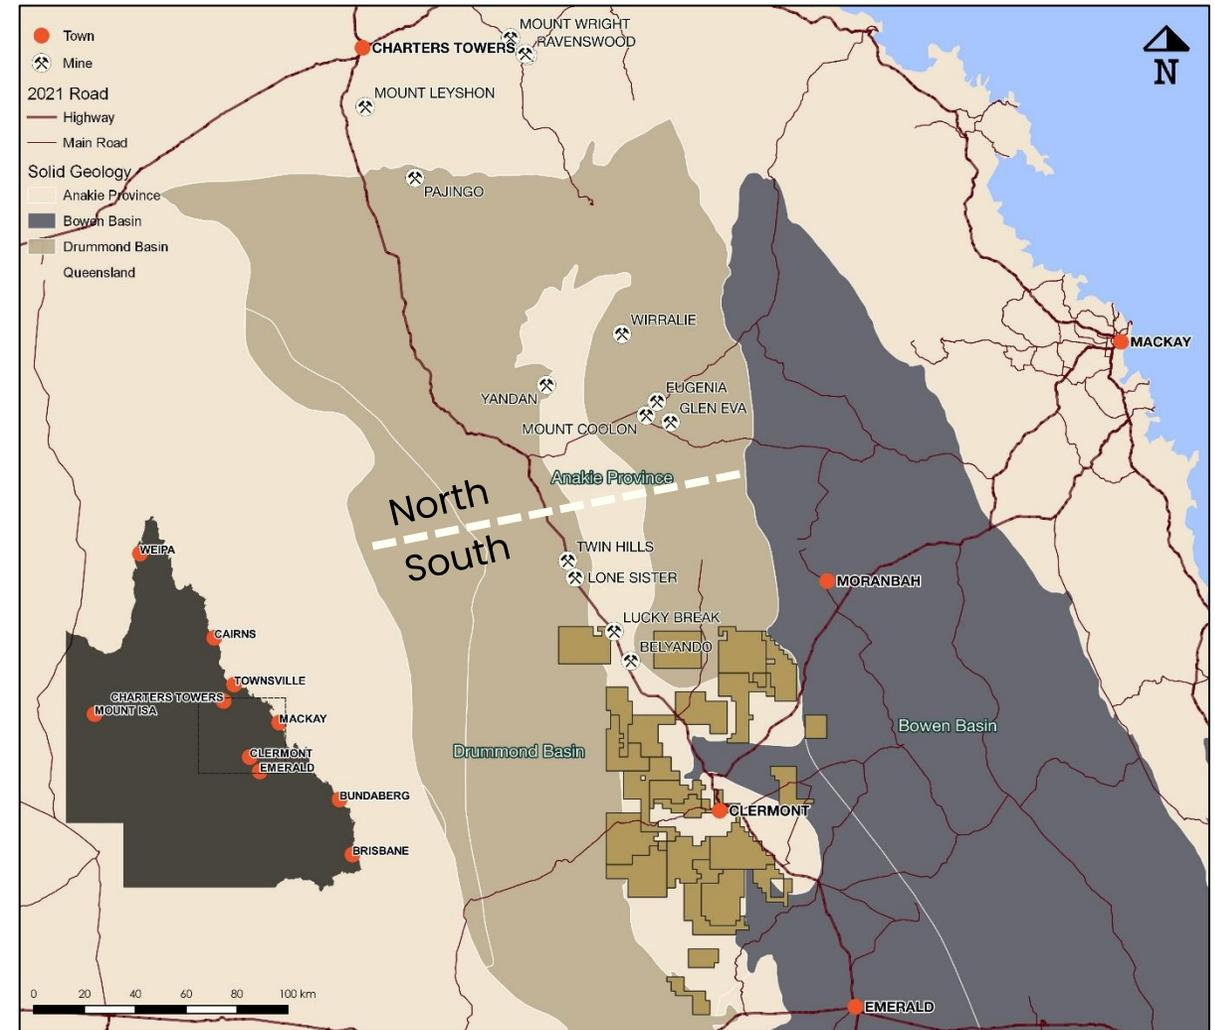 Town
Mine
2021 Road
Highway
Main Road
Solid Geology
Anakie Province
Bowen Basin
Drummond Basin
Queensland
N
MOUNT WRIGHT
RAVENSWOOD
CHARTERS TOWERS
MOUNT LEYSHON
PAJINGO
WIRRALIE
MACKAY
EUGENIA
YANDAN
GLEN EVA
MOUNT COOLON
Anakie Province
North
South
TWIN HILLS
LONE SISTER
MORANBAH
LUCKY BREAK
BELYANDO
Bowen Basin
Drummond Basin
CLERMONT
EMERALD
WEIPA
CAIRNS
TOWNSVILLE
CHARTERS TOWERS
MOUNT ISA
MACKAY
CLERMONT
EMERALD
BUNDABERG
BRISBANE
0 20 40 60 80 100 km